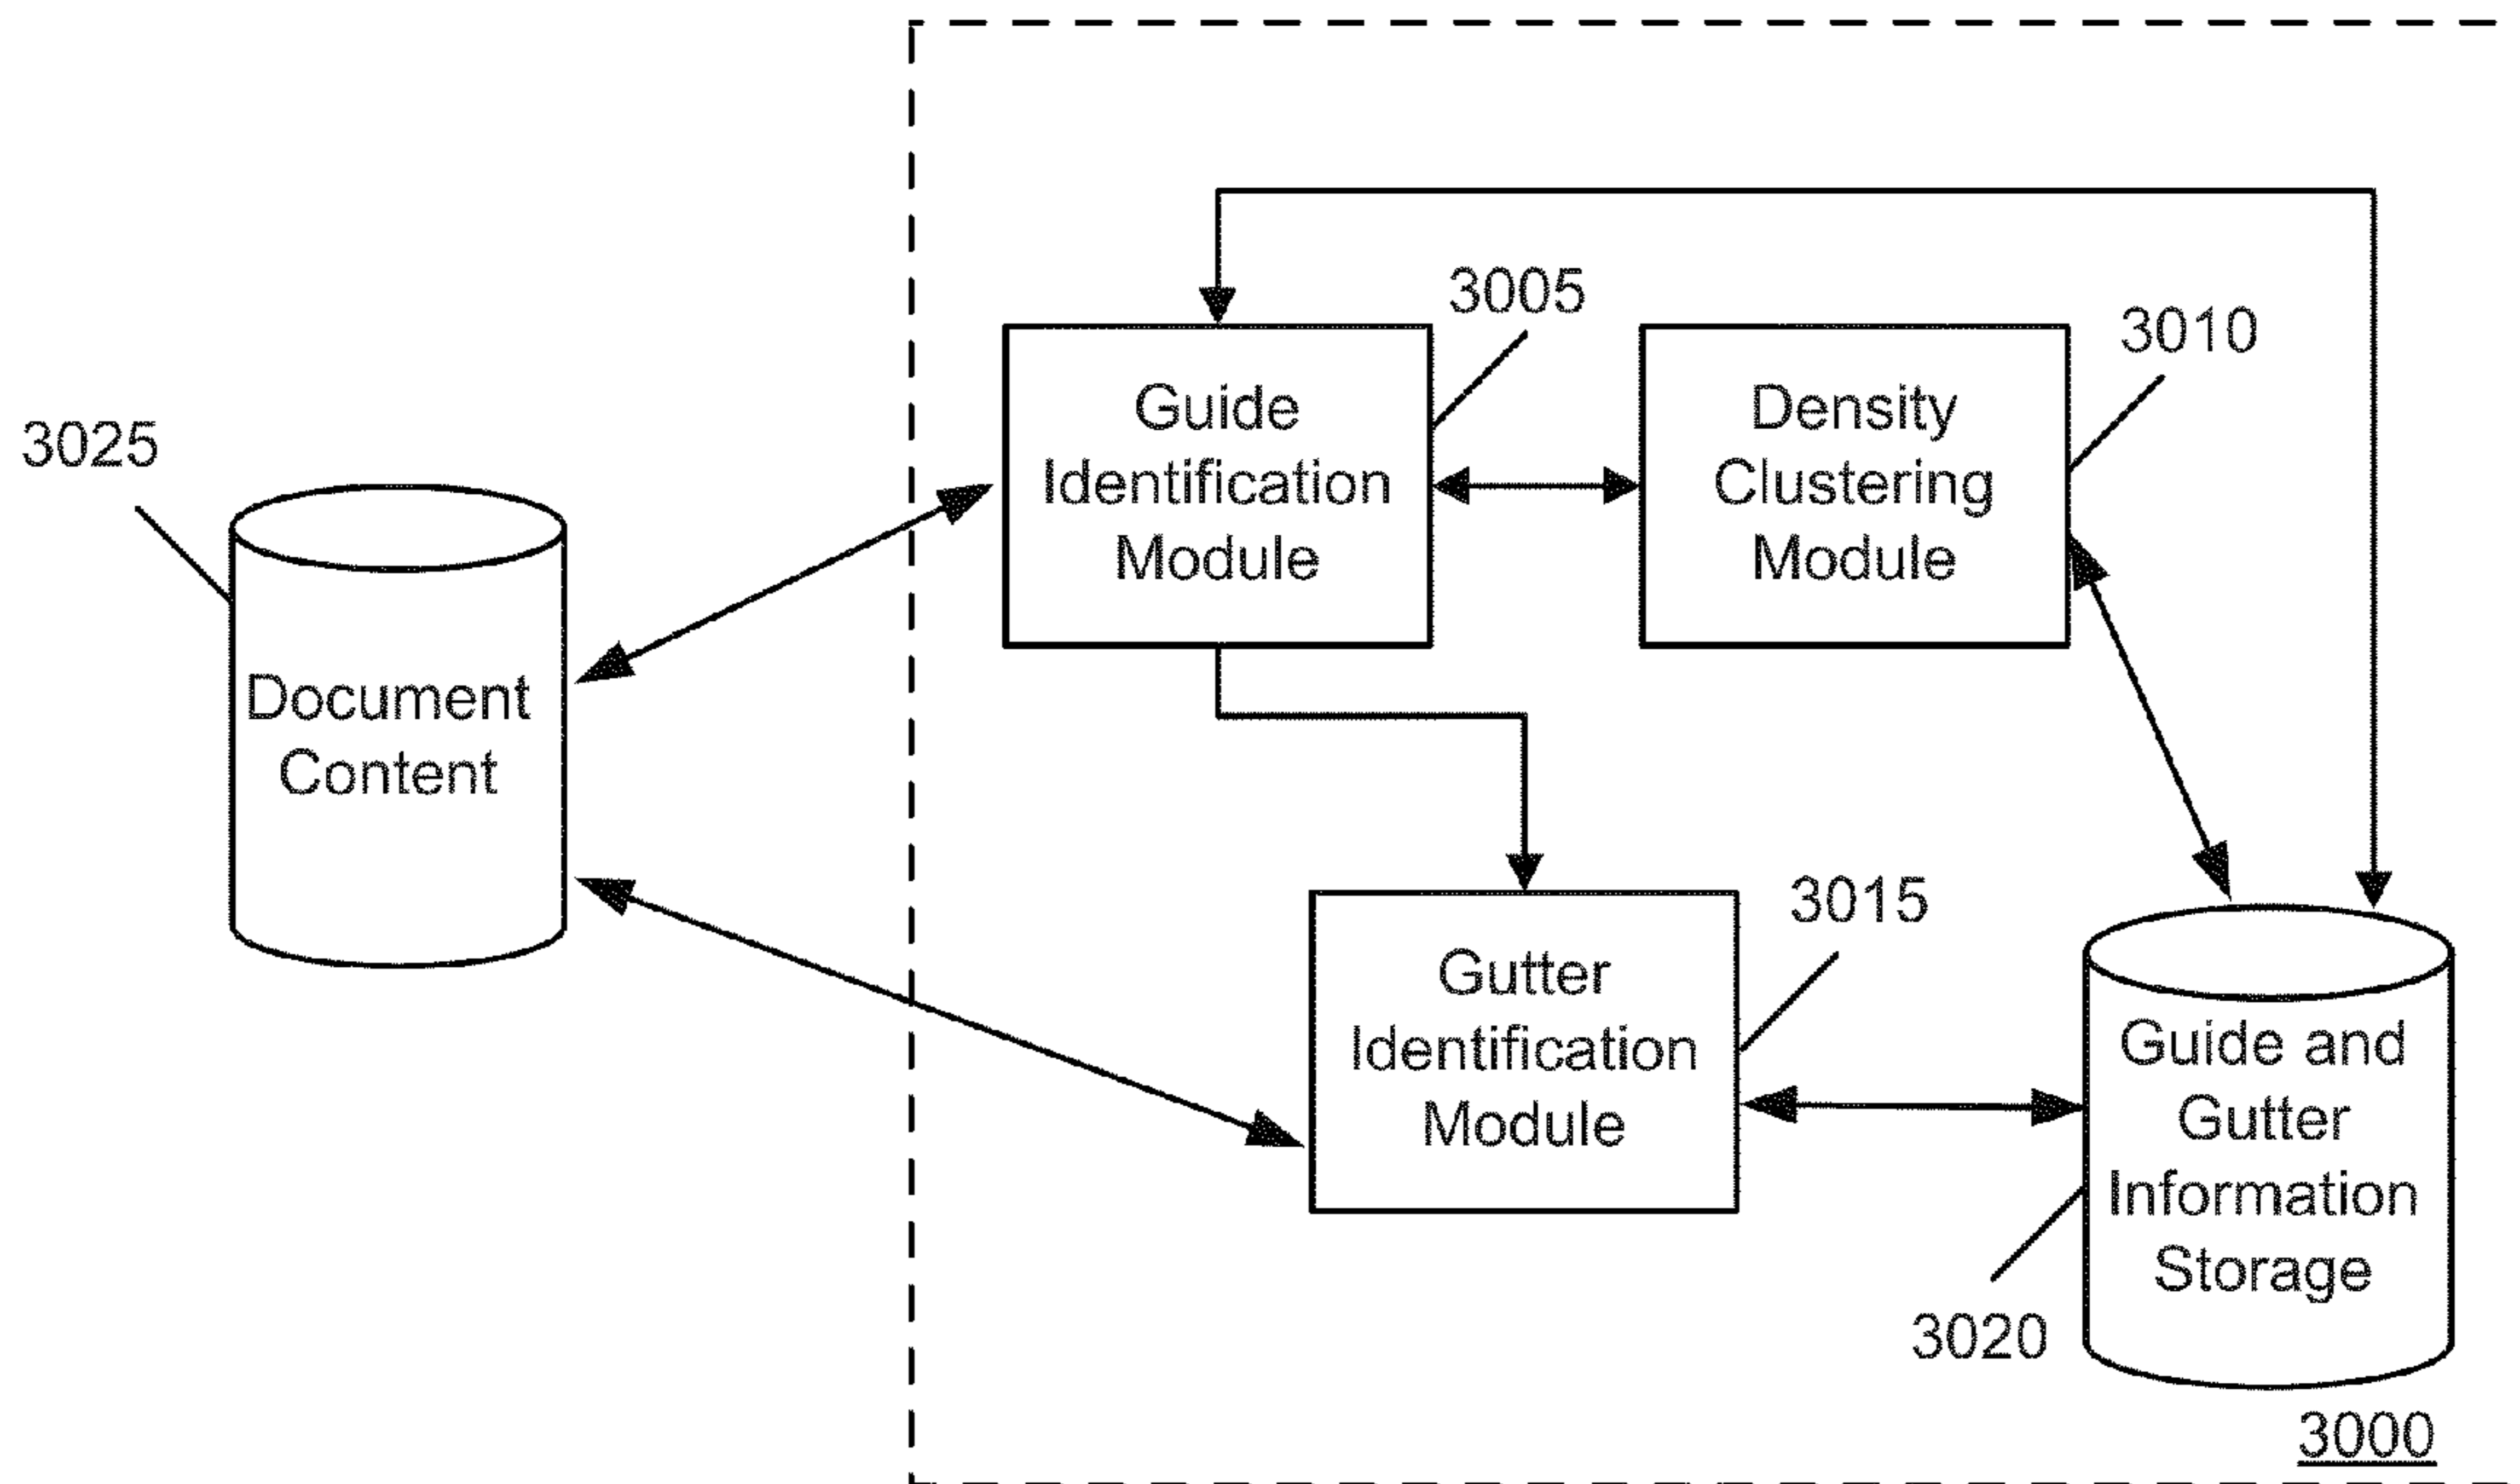 3005
3010
Guide
Identification
Module
Density
Clustering
Module
3025
Document
Content
3015
Gutter
Identification
Module
Guide and
Gutter
Information
Storage
3020
3000